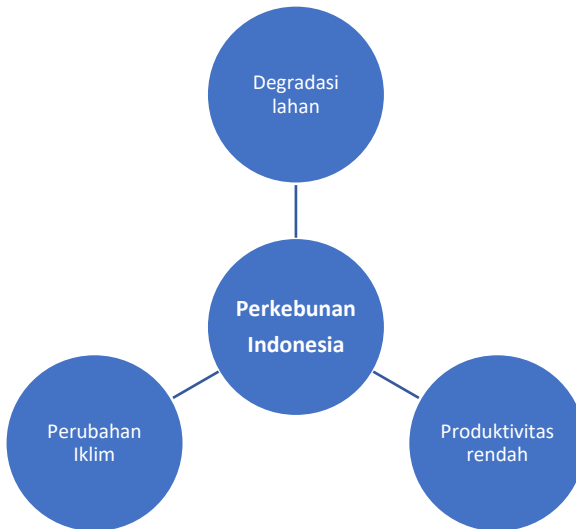 Degradasi
lahan
Perkebunan
Indonesia
Perubahan
Iklim
Produktivitas
rendah